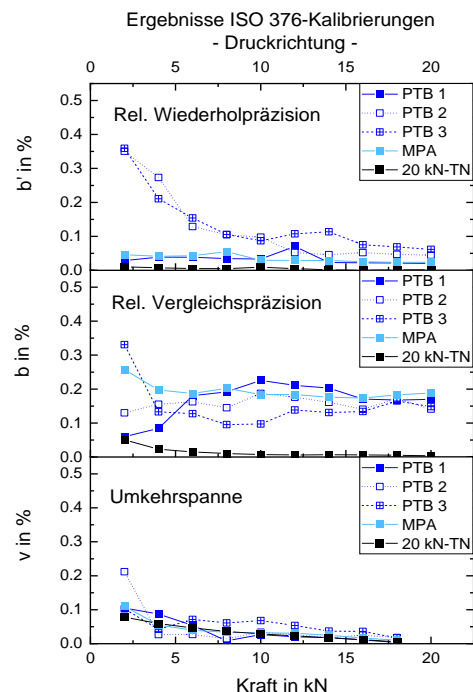 Ergebnisse ISO 376-Kalibrierungen
- Druckrichtung -
0 5 10 15 20
0.5
0.4
0.3
0.2
0.1
0.0
b' in %
Rel. Wiederholpräzision
PTB 1
PTB 2
PTB 3
MPA
20 kN-TN
0.5
0.4
0.3
0.2
0.1
0.0
b in %
Rel. Vergleichspräzision
PTB 1
PTB 2
PTB 3
MPA
20 kN-TN
0.5
0.4
0.3
0.2
0.1
0.0
v in %
Umkehrspanne
PTB 1
PTB 2
PTB 3
MPA
20 kN-TN
0 5 10 15 20
Kraft in kN